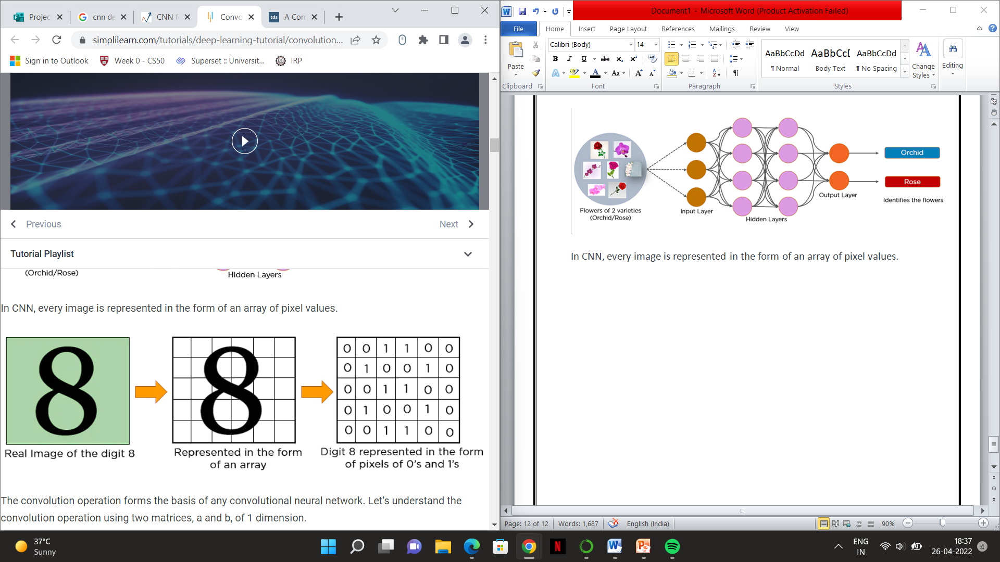 Projec
cnn de
CNN f
Convo
tds
A Com
simplilearn.com/tutorials/deep-learning-tutorial/convolution...
Sign in to Outlook
Week 0 - CS50
Superset :: Universit...
IRP
Previous
Next
Tutorial Playlist
(Orchid/Rose)
Hidden Layers
In CNN, every image is represented in the form of an array of pixel values.
8
8
0 0 1 1 0 0
0 1 0 0 1 0
0 0 1 1 0 0
0 1 0 0 1 0
0 0 1 1 0 0
Real Image of the digit 8
Represented in the form
of an array
Digit 8 represented in the form
of pixels of 0's and 1's
The convolution operation forms the basis of any convolutional neural network. Let’s understand the
convolution operation using two matrices, a and b, of 1 dimension.
Document1 - Microsoft Word (Product Activation Failed)
File
Home
Insert
Page Layout
References
Mailings
Review
View
Paste
Clipboard
Calibri (Body)
14
B I U abc x₂ x²
Aa
Font
Paragraph
AaBbCcDd
¶ Normal
AaBbCcI
Body Text
AaBbCcDd
¶ No Spacing
Change
Styles
Styles
Editing
Flowers of 2 varieties
(Orchid/Rose)
Input Layer
Hidden Layers
Output Layer
Orchid
Rose
Identifies the flowers
In CNN, every image is represented in the form of an array of pixel values.
Page: 12 of 12
Words: 1,687
English (India)
90%
37°C
Sunny
ENG
IN
18:37
26-04-2022
4